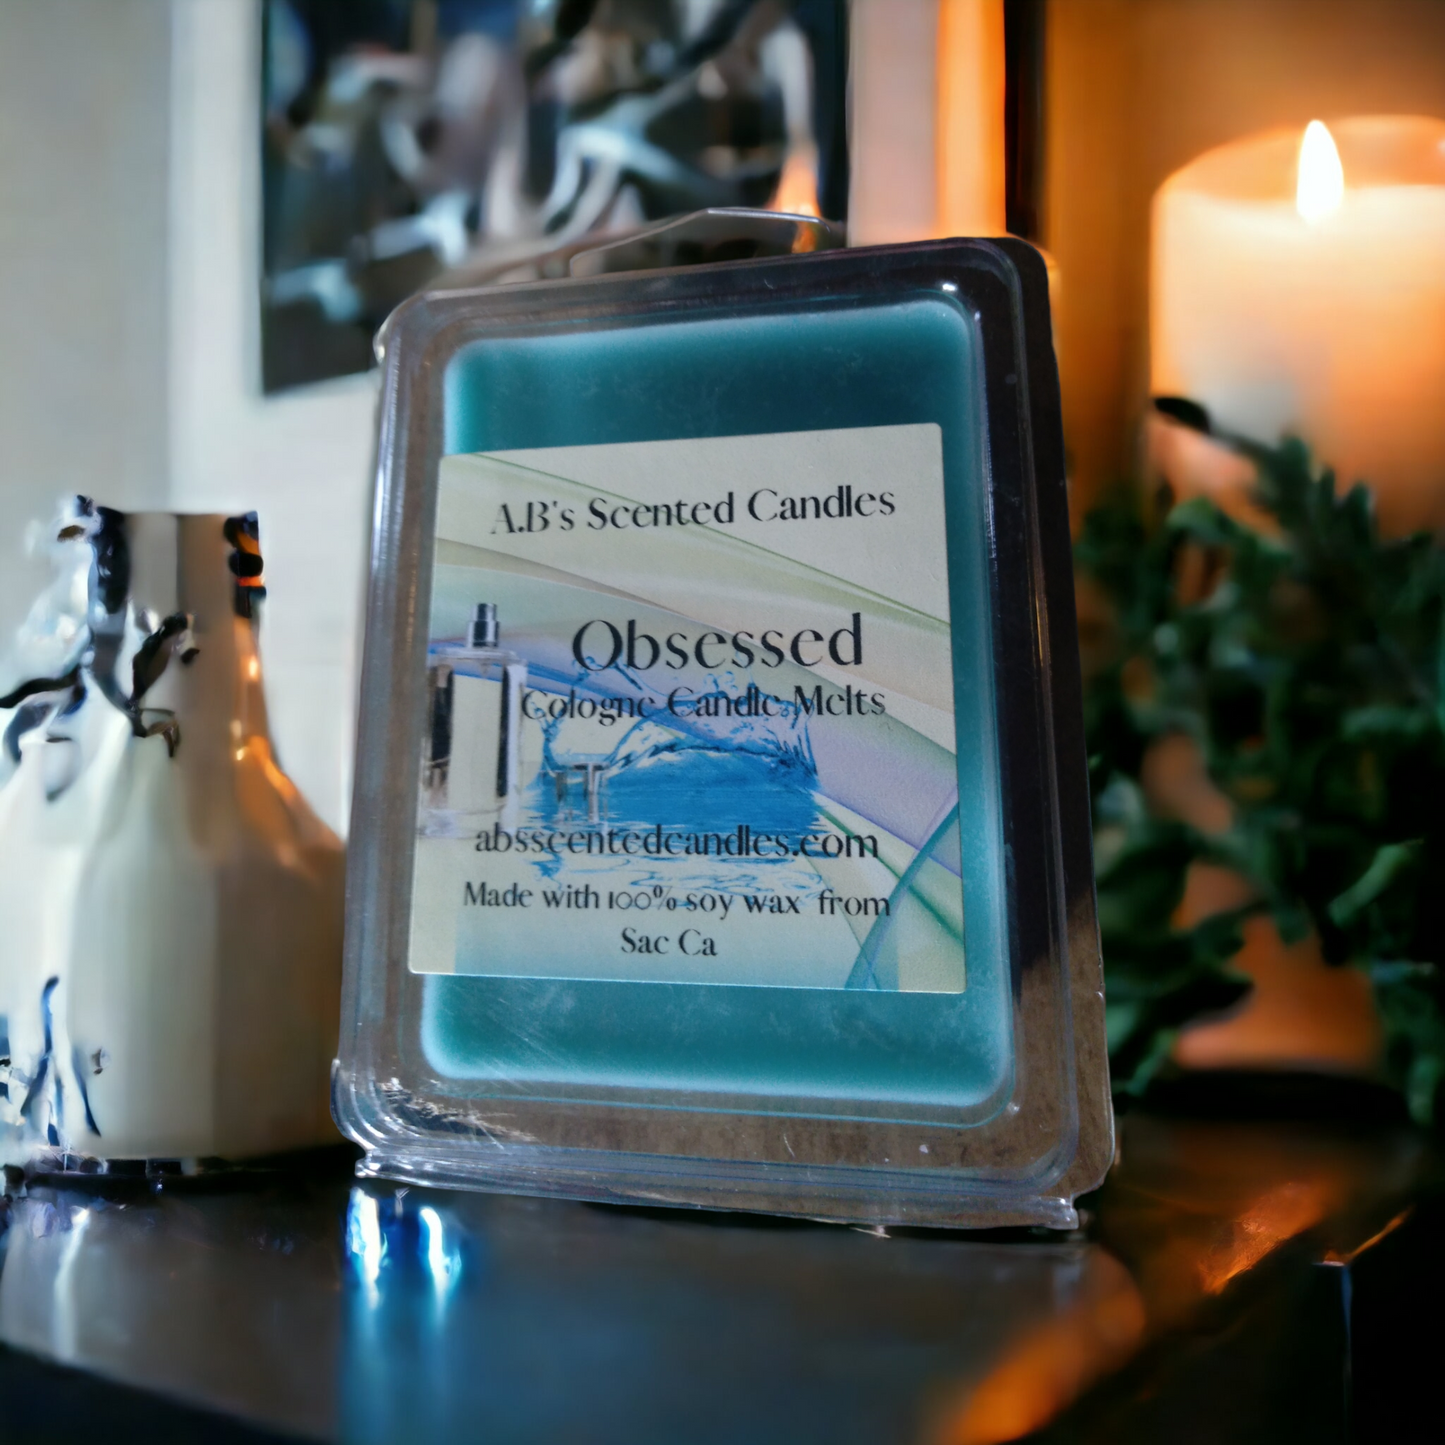 A.B's Scented Candles
Obsessed
Cologne Candle Melts
absscentedcandles.com
Made with 100% soy wax from
Sac Ca